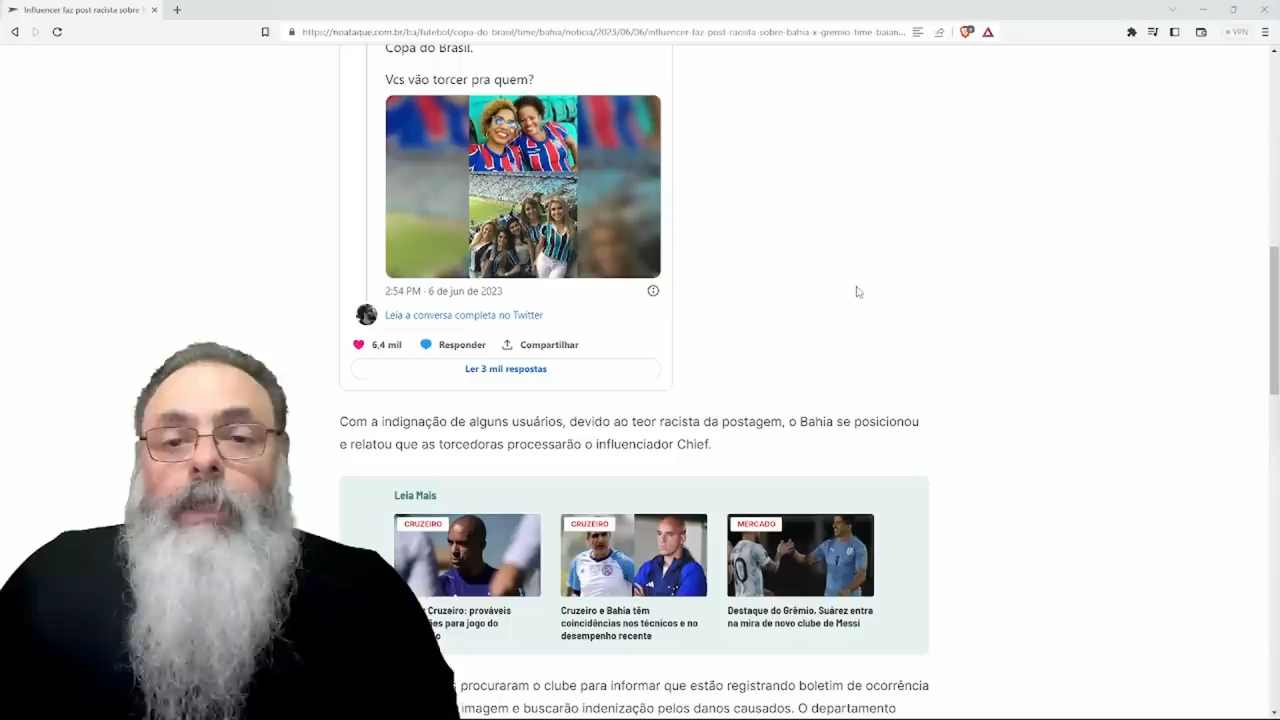 Influencer faz post racista sobre
https://noataque.com.br/ba/futebol/copa-do-brasil/time/bahia/noticia/2023/06/06/influencer-faz-post-racista-sobre-bahia-x-gremio-time-baian...
VPN
Copa do Brasil.
Vcs vão torcer pra quem?
2:54 PM · 6 de jun de 2023
Leia a conversa completa no Twitter
6,4 mil
Responder
Compartilhar
Ler 3 mil respostas
Com a indignação de alguns usuários, devido ao teor racista da postagem, o Bahia se posicionou
e relatou que as torcedoras processarão o influenciador Chief.
Leia Mais
CRUZEIRO
CRUZEIRO
MERCADO
10
Cruzeiro: prováveis
para jogo do
Cruzeiro e Bahia têm
coincidências nos técnicos e no
desempenho recente
Destaque do Grêmio, Suárez entra
na mira de novo clube de Messi
procuraram o clube para informar que estão registrando boletim de ocorrência
imagem e buscarão indenização pelos danos causados. O departamento